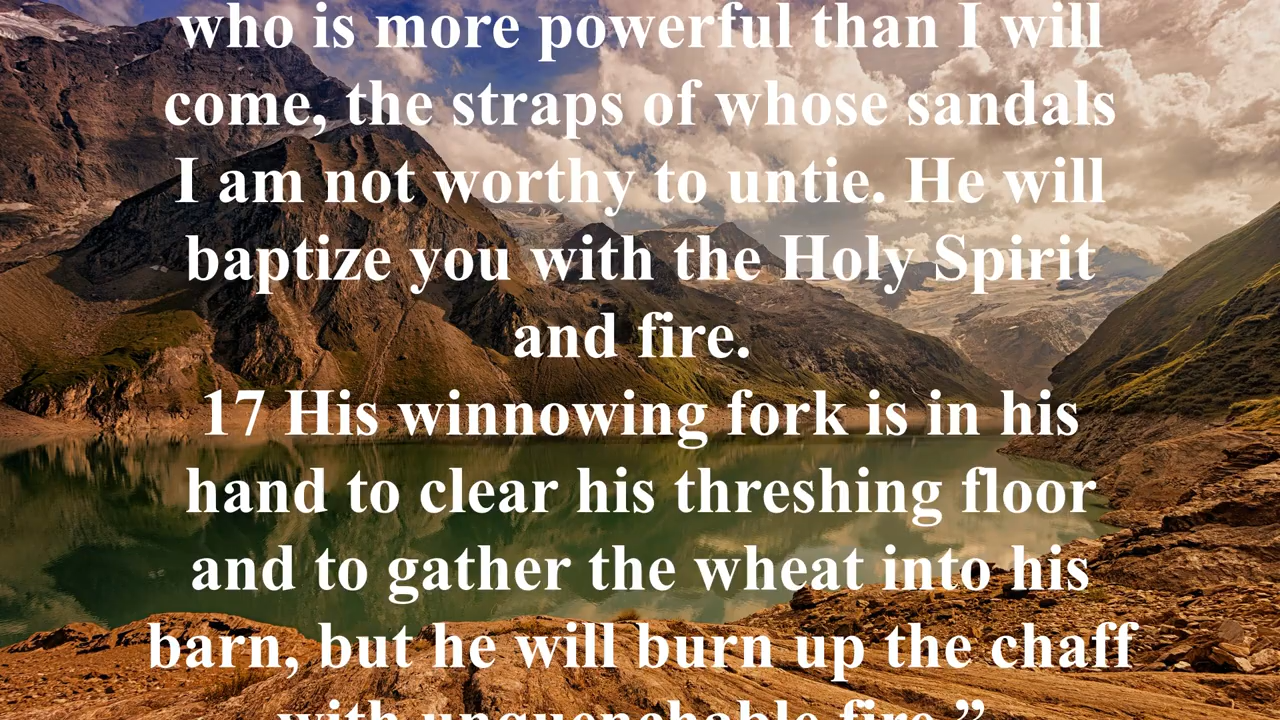 who is more powerful than I will
come, the straps of whose sandals
I am not worthy to untie. He will
baptize you with the Holy Spirit
and fire.
17 His winnowing fork is in his
hand to clear his threshing floor
and to gather the wheat into his
barn, but he will burn up the chaff
with unquenchable fire.”